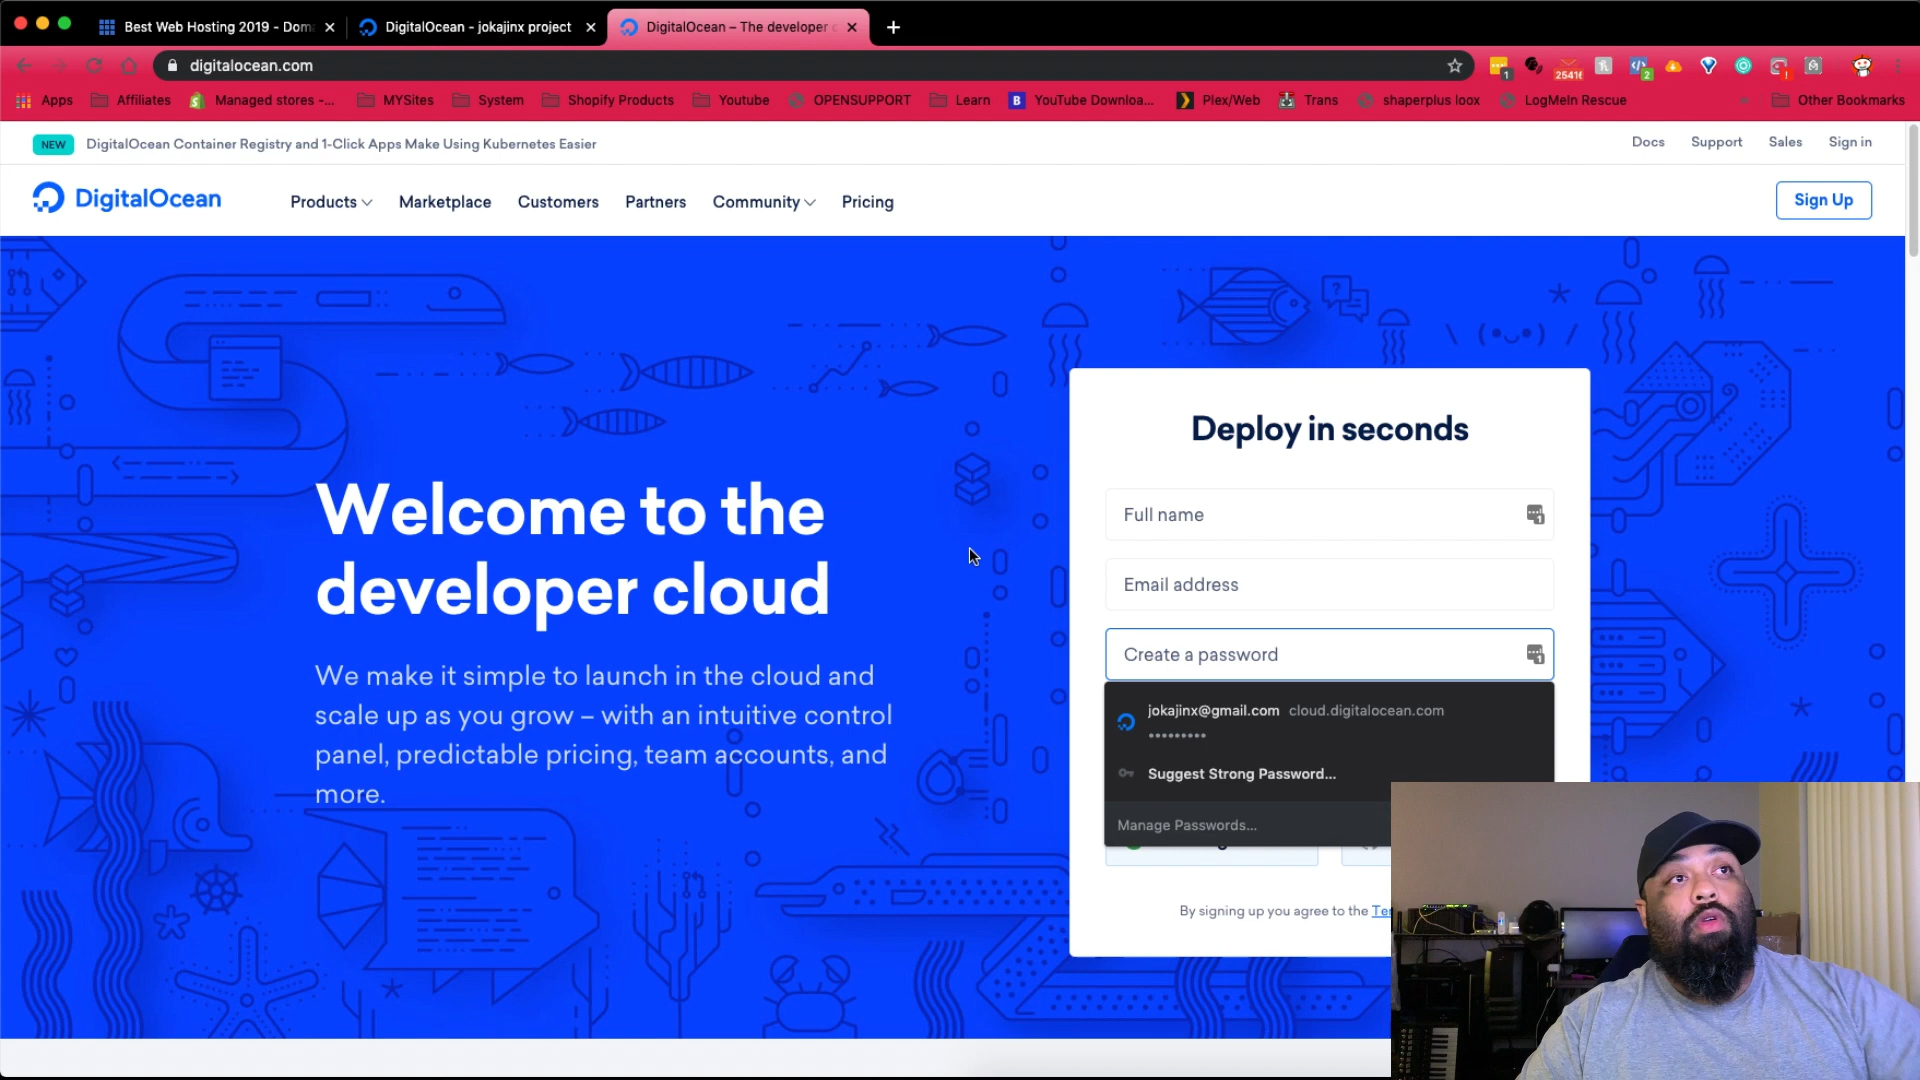 Best Web Hosting 2019 - Dom
DigitalOcean - jokajinx project
DigitalOcean – The developer c
digitalocean.com
1
25416
2
Apps
Affiliates
Managed stores -...
MYSites
System
Shopify Products
Youtube
OPENSUPPORT
Learn
B
YouTube Downloa...
Plex/Web
Trans
shaperplus loox
LogMeIn Rescue
Other Bookmarks
NEW
DigitalOcean Container Registry and 1-Click Apps Make Using Kubernetes Easier
Docs
Support
Sales
Sign in
DigitalOcean
Products
Marketplace
Customers
Partners
Community
Pricing
Sign Up
Welcome to the
developer cloud
We make it simple to launch in the cloud and
scale up as you grow – with an intuitive control
panel, predictable pricing, team accounts, and
more.
Deploy in seconds
Full name
Email address
Create a password
jokajinx@gmail.com cloud.digitalocean.com
•••••••••
Suggest Strong Password...
Manage Passwords...
By signing up you agree to the Ter